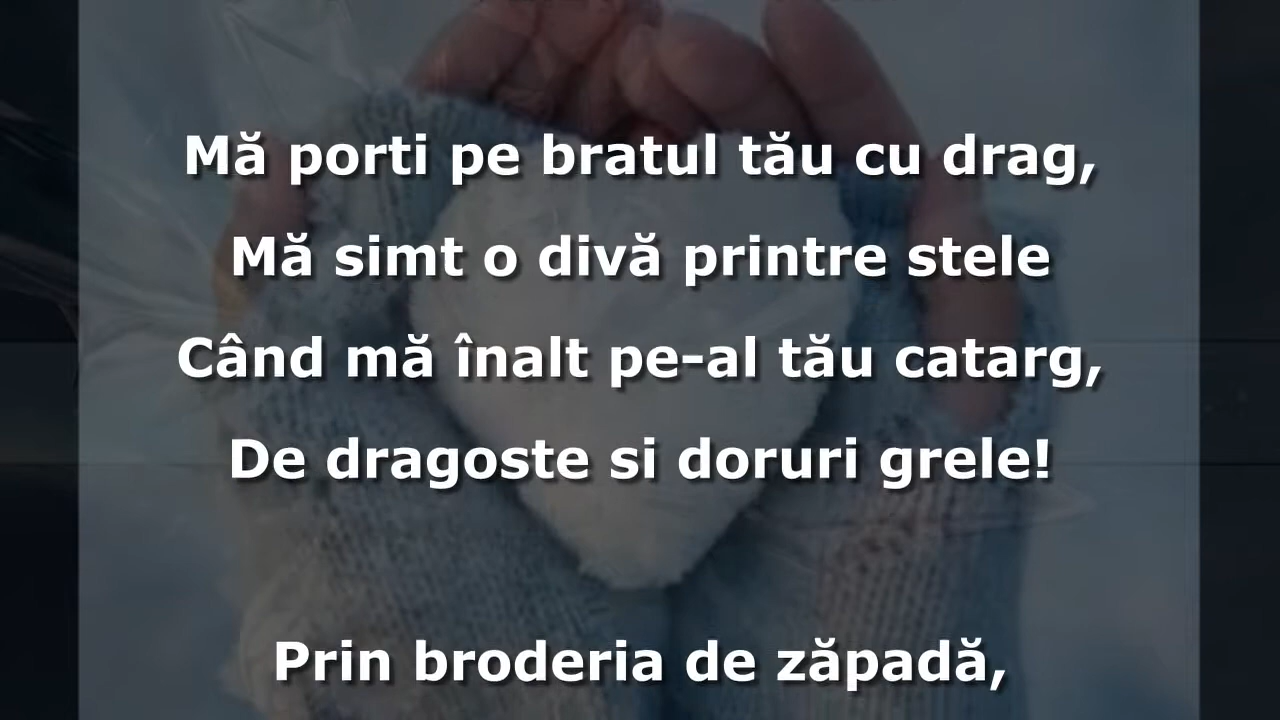 Mă porti pe bratul tău cu drag,
Mă simt o divă printre stele
Când mă înalt pe-al tău catarg,
De dragoste si doruri grele!
Prin broderia de zăpadă,